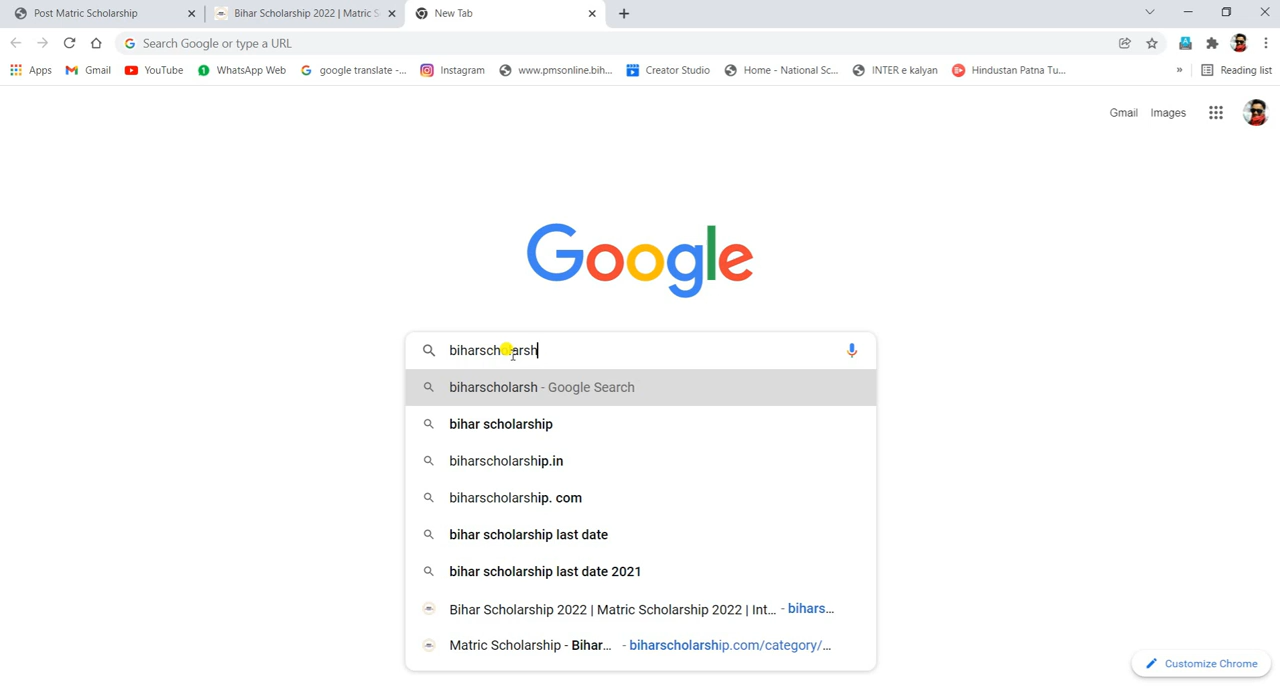 Post Matric Scholarship
Bihar Scholarship 2022 | Matric S
New Tab
Search Google or type a URL
Apps
Gmail
YouTube
1 WhatsApp Web
google translate -...
Instagram
www.pmsonline.bih...
Creator Studio
Home - National Sc...
INTER e kalyan
Hindustan Patna Tu...
»
Reading list
Gmail
Images
Google
biharscholarsh
biharscholarsh - Google Search
bihar scholarship
biharscholarship.in
biharscholarship. com
bihar scholarship last date
bihar scholarship last date 2021
Bihar Scholarship 2022 | Matric Scholarship 2022 | Int... - bihars...
Matric Scholarship - Bihar... - biharscholarship.com/category/...
Customize Chrome